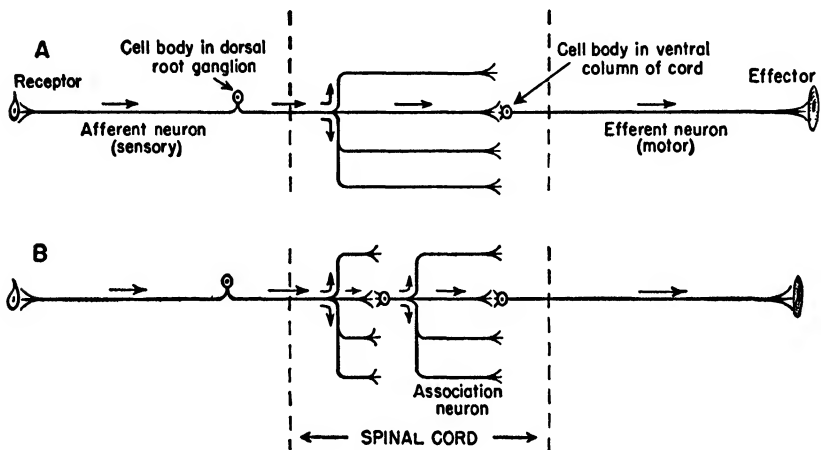 A
Cell body in dorsal
root ganglion
Cell body in ventral
column of cord
Receptor
Effector
Afferent neuron
(sensory)
Efferent neuron
(motor)
B
Association
neuron
SPINAL CORD